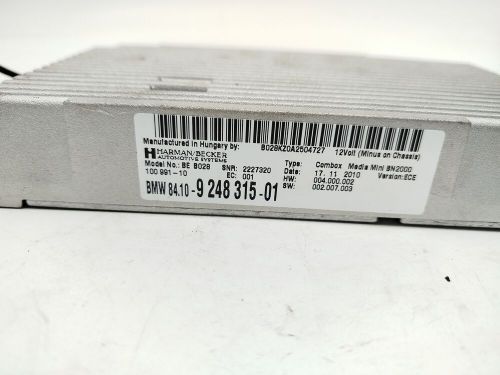 Manufactured in Hungary by: B028KZ0A2504727 12Volt (Minus on Chassis)
HARMAN/BECKER
AUTOMOTIVE SYSTEMS
Type: Combox Media Mini BN2000
Model No.: BE B028 SNR: 2227320 Date: 17. 11 2010 Version: ECE
100 991-10 EC: 001 HW: 004.000.002
SW: 002.007.003
BMW 84.10-9 248 315-01